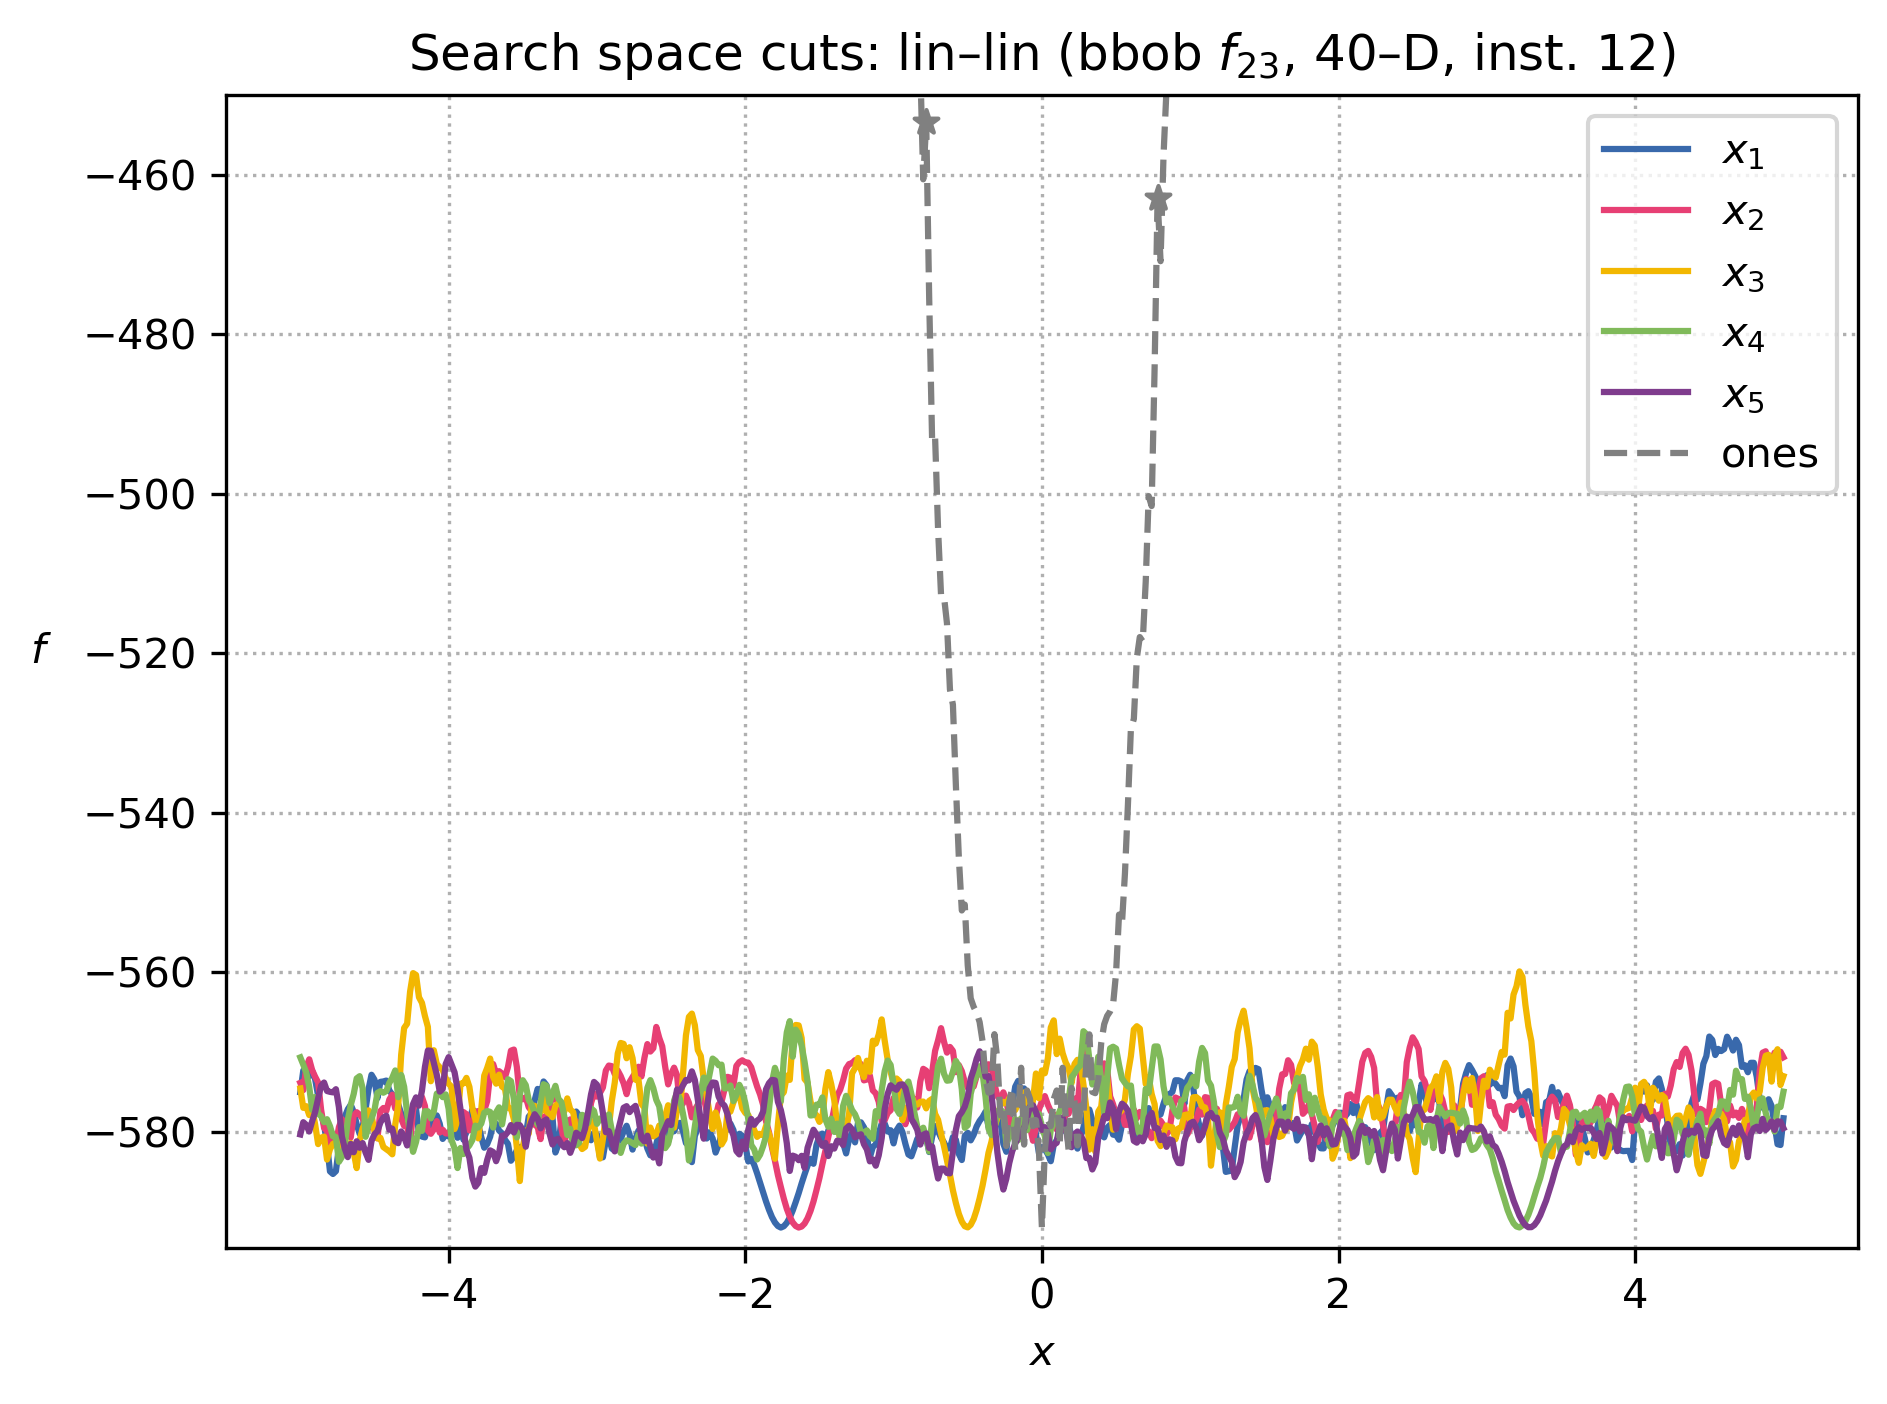 Search space cuts: lin–lin (bbob f₂₃, 40–D, inst. 12)
−460
−480
−500
−520
−540
−560
−580
f
−4
−2
0
2
4
x
x₁
x₂
x₃
x₄
x₅
ones